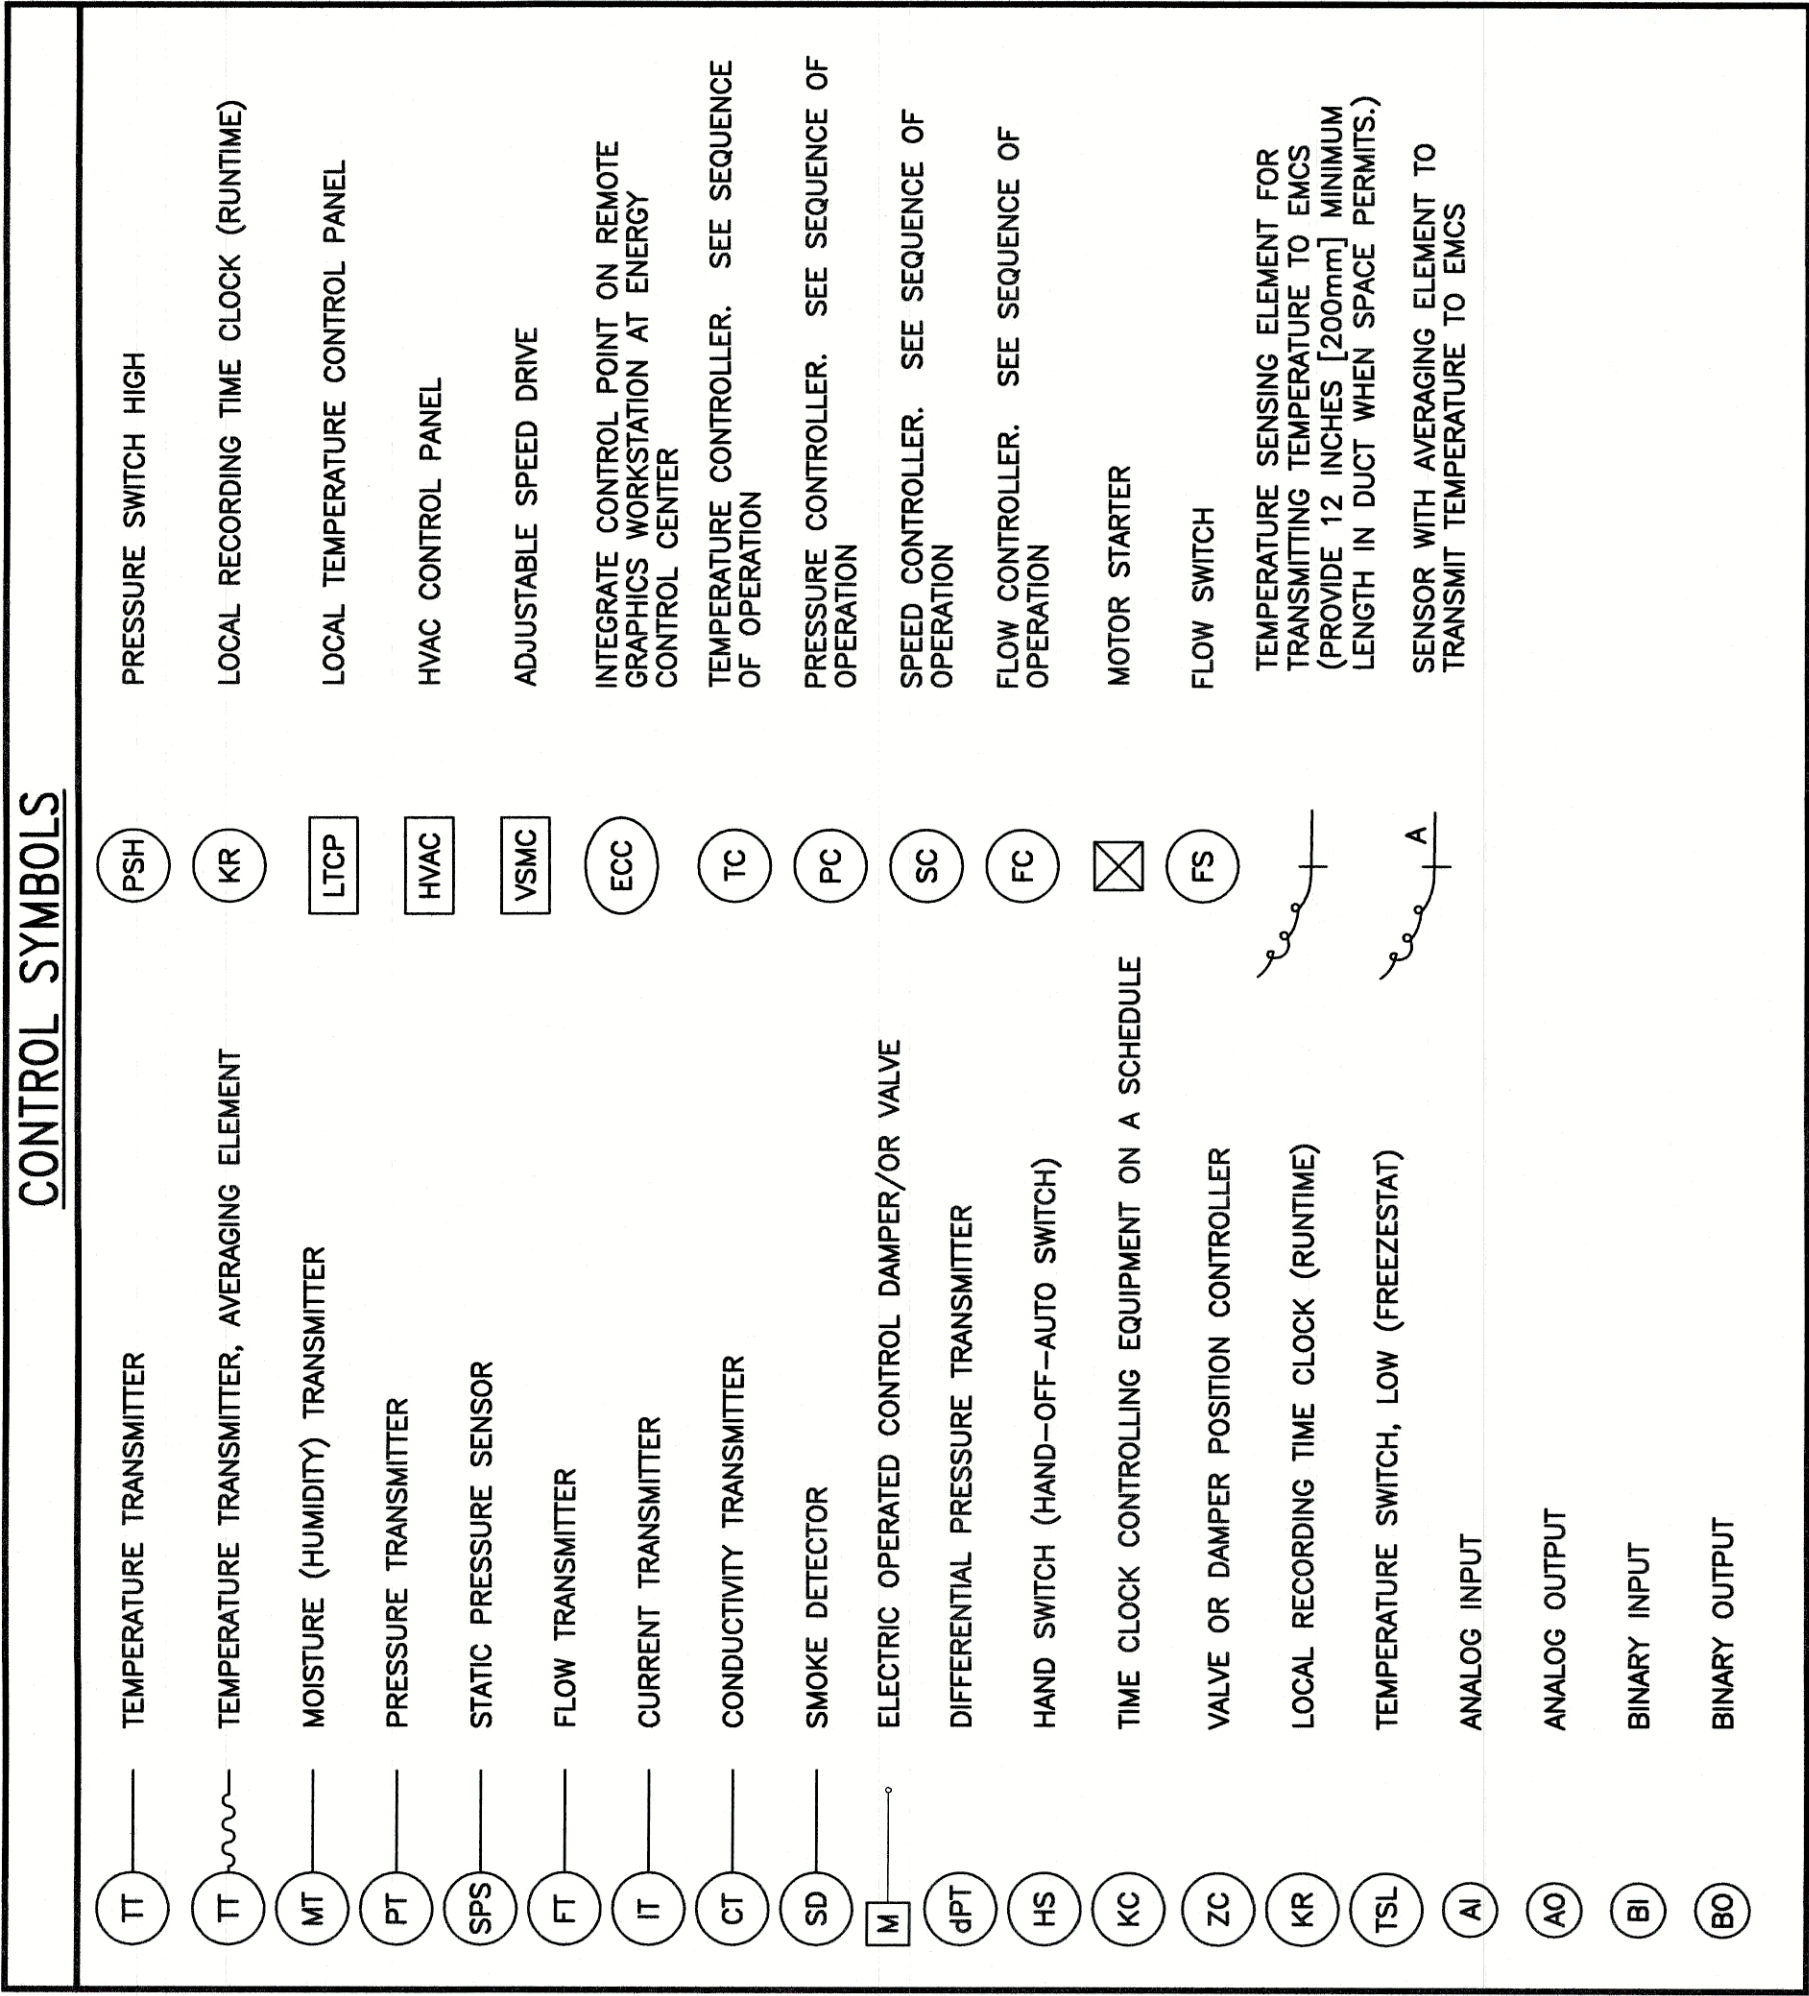 CONTROL SYMBOLS
TT TEMPERATURE TRANSMITTER
TT TEMPERATURE TRANSMITTER, AVERAGING ELEMENT
MT MOISTURE (HUMIDITY) TRANSMITTER
PT PRESSURE TRANSMITTER
SPS STATIC PRESSURE SENSOR
FT FLOW TRANSMITTER
IT CURRENT TRANSMITTER
CT CONDUCTIVITY TRANSMITTER
SD SMOKE DETECTOR
M ELECTRIC OPERATED CONTROL DAMPER/OR VALVE
dPT DIFFERENTIAL PRESSURE TRANSMITTER
HS HAND SWITCH (HAND-OFF-AUTO SWITCH)
KC TIME CLOCK CONTROLLING EQUIPMENT ON A SCHEDULE
ZC VALVE OR DAMPER POSITION CONTROLLER
KR LOCAL RECORDING TIME CLOCK (RUNTIME)
TSL TEMPERATURE SWITCH, LOW (FREEZESTAT)
AI ANALOG INPUT
AO ANALOG OUTPUT
BI BINARY INPUT
BO BINARY OUTPUT
PSH PRESSURE SWITCH HIGH
KR LOCAL RECORDING TIME CLOCK (RUNTIME)
LTCP LOCAL TEMPERATURE CONTROL PANEL
HVAC HVAC CONTROL PANEL
VSMC ADJUSTABLE SPEED DRIVE
ECC INTEGRATE CONTROL POINT ON REMOTE
GRAPHICS WORKSTATION AT ENERGY
CONTROL CENTER
TC TEMPERATURE CONTROLLER. SEE SEQUENCE
OF OPERATION
PC PRESSURE CONTROLLER. SEE SEQUENCE OF
OPERATION
SC SPEED CONTROLLER. SEE SEQUENCE OF
OPERATION
FC FLOW CONTROLLER. SEE SEQUENCE OF
OPERATION
MOTOR STARTER
FS FLOW SWITCH
TEMPERATURE SENSING ELEMENT FOR
TRANSMITTING TEMPERATURE TO EMCS
(PROVIDE 12 INCHES [200mm] MINIMUM
LENGTH IN DUCT WHEN SPACE PERMITS.)
A SENSOR WITH AVERAGING ELEMENT TO
TRANSMIT TEMPERATURE TO EMCS